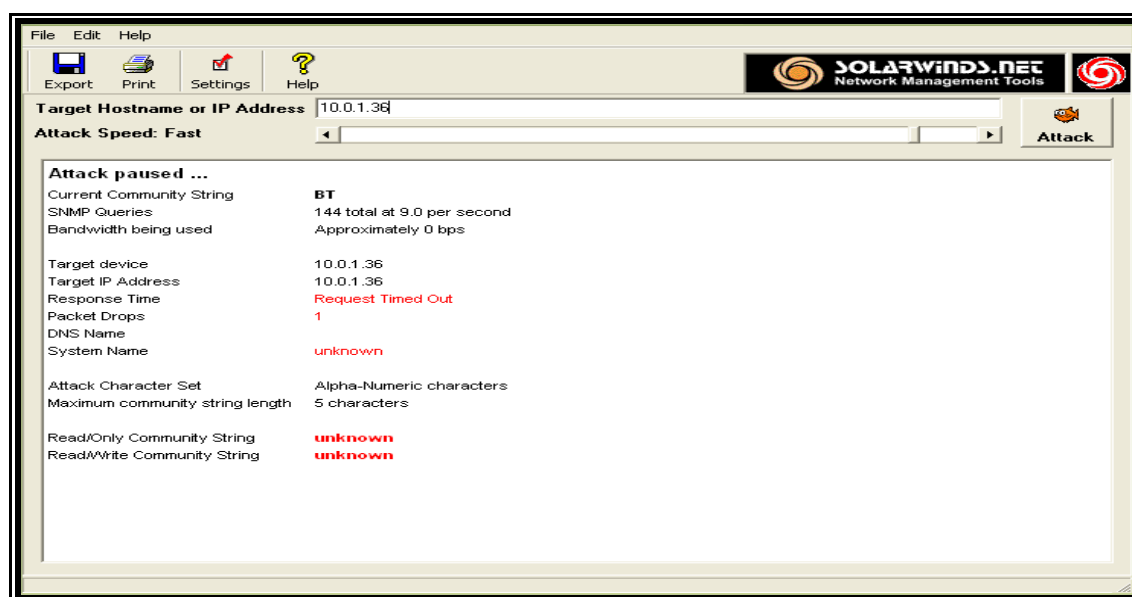 File Edit Help
Export Print Settings Help
SOLARWINDS.NET
Network Management Tools
Target Hostname or IP Address 10.0.1.36
Attack Speed: Fast
Attack
Attack paused ...
Current Community String BT
SNMP Queries 144 total at 9.0 per second
Bandwidth being used Approximately 0 bps
Target device 10.0.1.36
Target IP Address 10.0.1.36
Response Time Request Timed Out
Packet Drops 1
DNS Name
System Name unknown
Attack Character Set Alpha-Numeric characters
Maximum community string length 5 characters
Read/Only Community String unknown
Read/Write Community String unknown